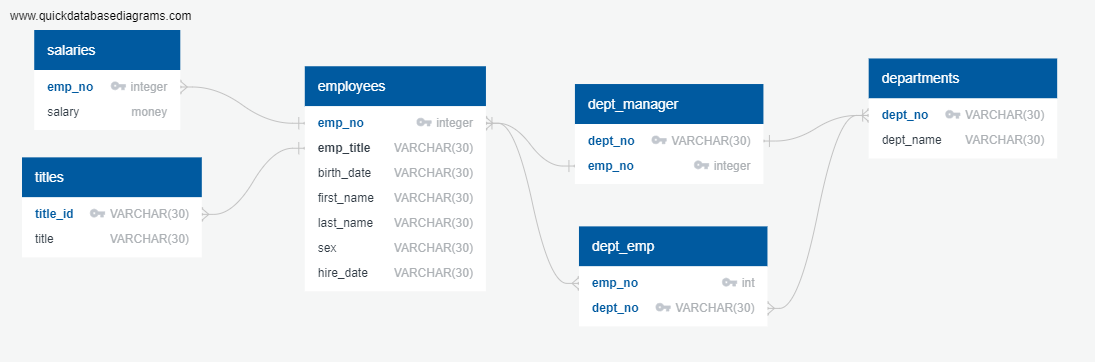 www.quickdatabasediagrams.com
salaries
emp_no integer
salary money
titles
title_id VARCHAR(30)
title VARCHAR(30)
employees
emp_no integer
emp_title VARCHAR(30)
birth_date VARCHAR(30)
first_name VARCHAR(30)
last_name VARCHAR(30)
sex VARCHAR(30)
hire_date VARCHAR(30)
dept_manager
dept_no VARCHAR(30)
emp_no integer
dept_emp
emp_no int
dept_no VARCHAR(30)
departments
dept_no VARCHAR(30)
dept_name VARCHAR(30)